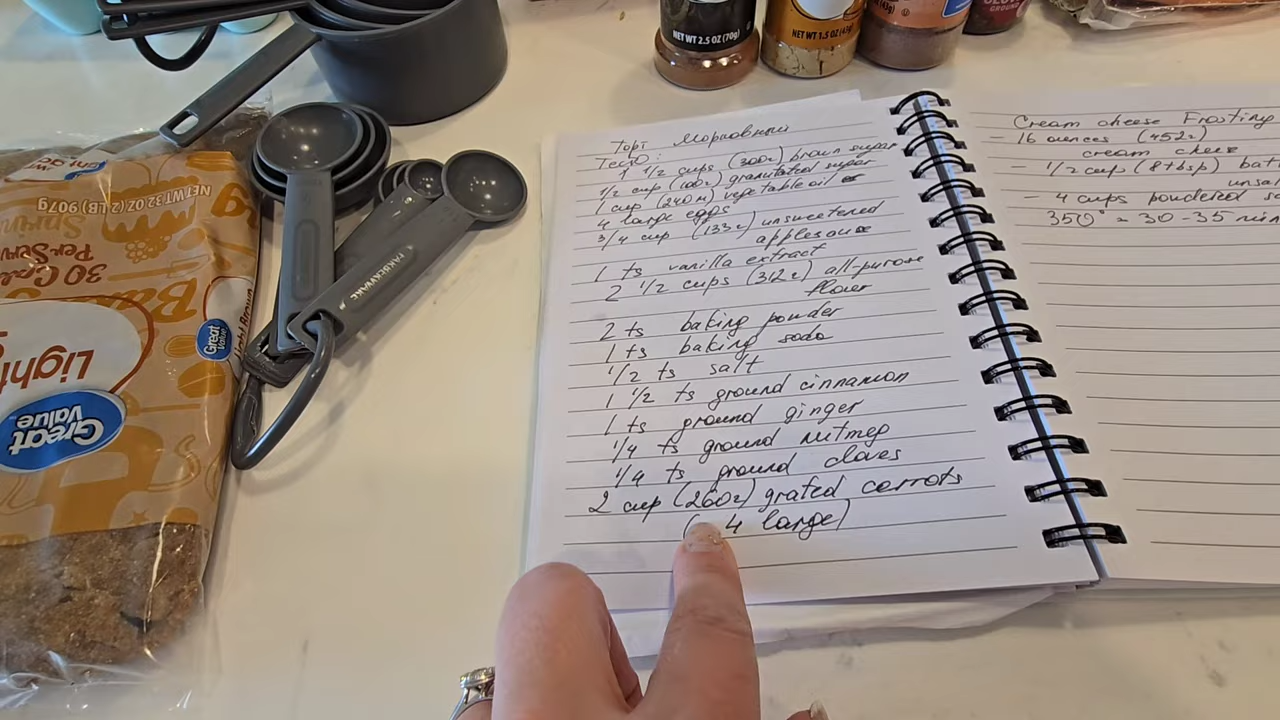 NET WT 2.5 OZ (70g)
NET WT 1.5 OZ
GROUND
Торт Морковный
Тесто:
1 1/2 cups (300г) brown sugar
1/2 cup (100г) granutated sugar
1 cup (240 м) vegetable oil
4 large eggs
3/4 cup (133г) unsweetened
applesauce
1 ts vanilla extract
2 1/2 cups (312г) all-purose
flover
2 ts baking powder
1 ts baking soda
1/2 ts salt
1 1/2 ts ground cinnamon
1 ts ground ginger
1/4 ts ground nutmeg
1/4 ts ground cloves
2 cup (260г) grated carrots
( 4 large)
Cream cheese Frosting
- 16 ounces (452г)
cream cheese
- 1/2 cup (8 tbsp)
- 4 cups powdered
350° - 30-35 min
NET WT 32 OZ (2 LB) 907g
Light
Great
Value
Great
Value
FARBERWARE